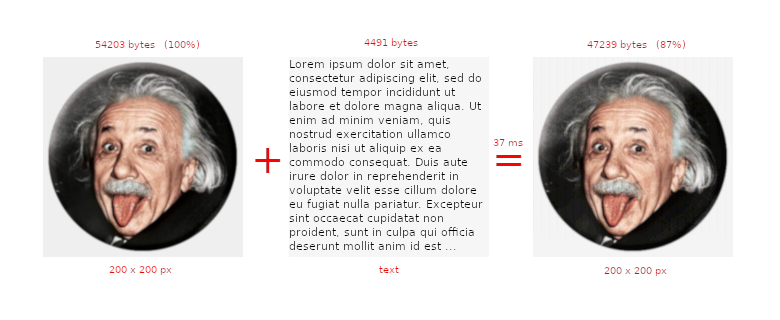 54203 bytes (100%)
4491 bytes
47239 bytes (87%)
Lorem ipsum dolor sit amet,
consectetur adipiscing elit, sed do
eiusmod tempor incididunt ut
labore et dolore magna aliqua. Ut
enim ad minim veniam, quis
nostrud exercitation ullamco
laboris nisi ut aliquip ex ea
commodo consequat. Duis aute
irure dolor in reprehenderit in
voluptate velit esse cillum dolore
eu fugiat nulla pariatur. Excepteur
sint occaecat cupidatat non
proident, sunt in culpa qui officia
deserunt mollit anim id est ...
+
37 ms
=
200 x 200 px
text
200 x 200 px